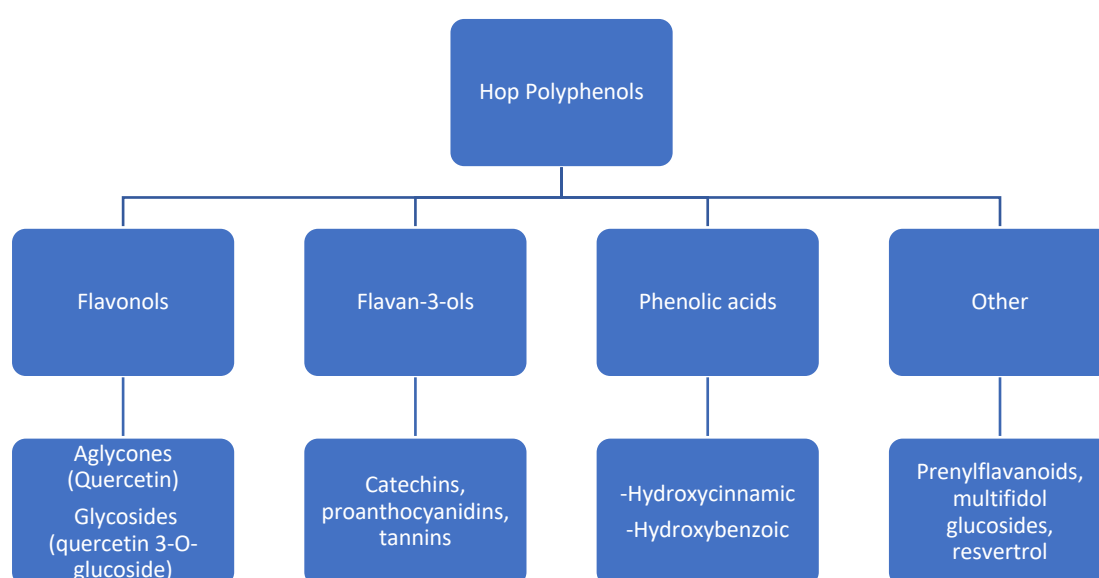 Hop Polyphenols
Flavonols
Flavan-3-ols
Phenolic acids
Other
Aglycones
(Quercetin)
Glycosides
(quercetin 3-O-
glucoside)
Catechins,
proanthocyanidins,
tannins
-Hydroxycinnamic
-Hydroxybenzoic
Prenylflavanoids,
multifidol
glucosides,
resvertrol